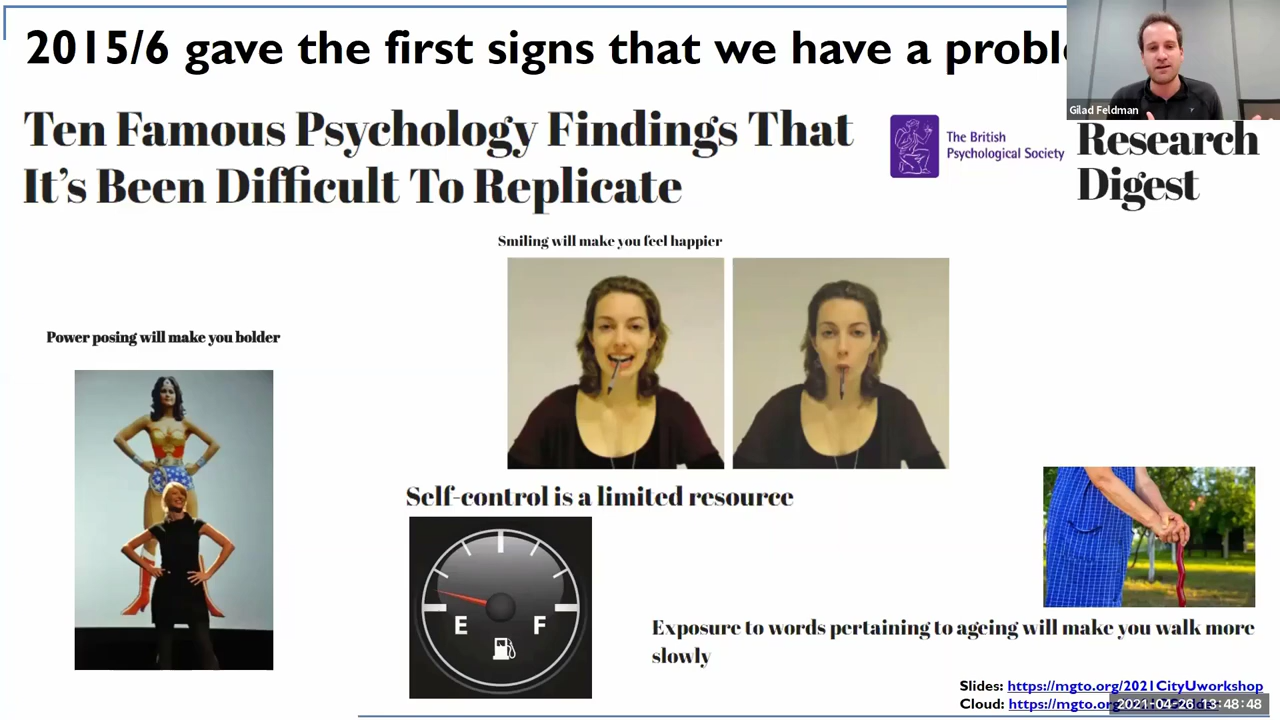 2015/6 gave the first signs that we have a
Gilad Feldman
Ten Famous Psychology Findings That
It's Been Difficult To Replicate
The British
Psychological Society
Research
Digest
Smiling will make you feel happier
Power posing will make you bolder
Self-control is a limited resource
E F
Exposure to words pertaining to ageing will make you walk more
slowly
Slides: https://mgto.org/2021CityUworkshop
Cloud: https://mgto.org
2021-04-26 13:48:48